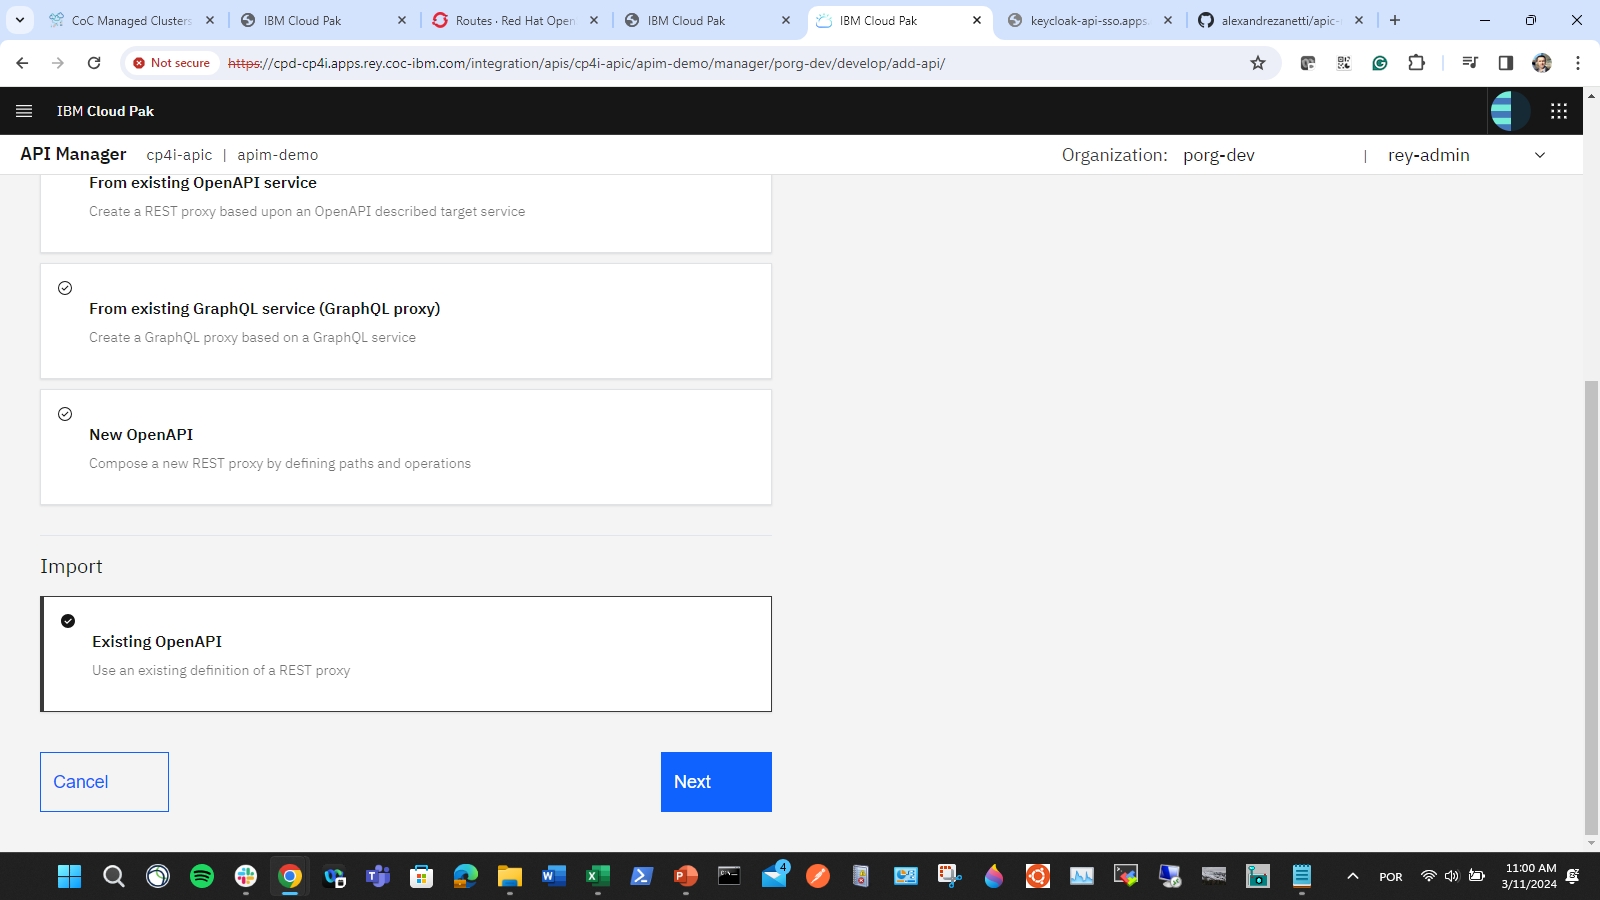 CoC Managed Clusters
IBM Cloud Pak
Routes · Red Hat Open
IBM Cloud Pak
IBM Cloud Pak
keycloak-api-sso.apps.
alexandrezanetti/apic-
Not secure
https://cpd-cp4i.apps.rey.coc-ibm.com/integration/apis/cp4i-apic/apim-demo/manager/porg-dev/develop/add-api/
IBM Cloud Pak
API Manager cp4i-apic | apim-demo
Organization: porg-dev | rey-admin
From existing OpenAPI service
Create a REST proxy based upon an OpenAPI described target service
From existing GraphQL service (GraphQL proxy)
Create a GraphQL proxy based on a GraphQL service
New OpenAPI
Compose a new REST proxy by defining paths and operations
Import
Existing OpenAPI
Use an existing definition of a REST proxy
Cancel
Next
4
POR
11:00 AM
3/11/2024